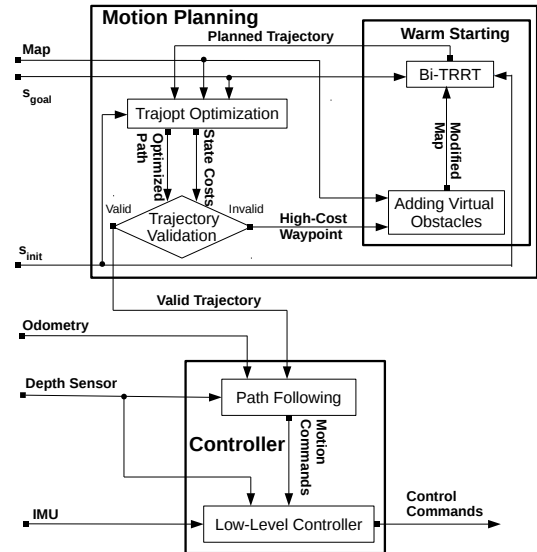 Motion Planning
Planned Trajectory
Warm Starting
Map
Bi-TRRT
s_goal
Trajopt Optimization
Optimized
Path
State Costs
Modified
Map
Valid
Invalid
Trajectory
Validation
High-Cost
Waypoint
Adding Virtual
Obstacles
s_init
Valid Trajectory
Odometry
Depth Sensor
Path Following
Controller
Motion
Commands
IMU
Low-Level Controller
Control
Commands